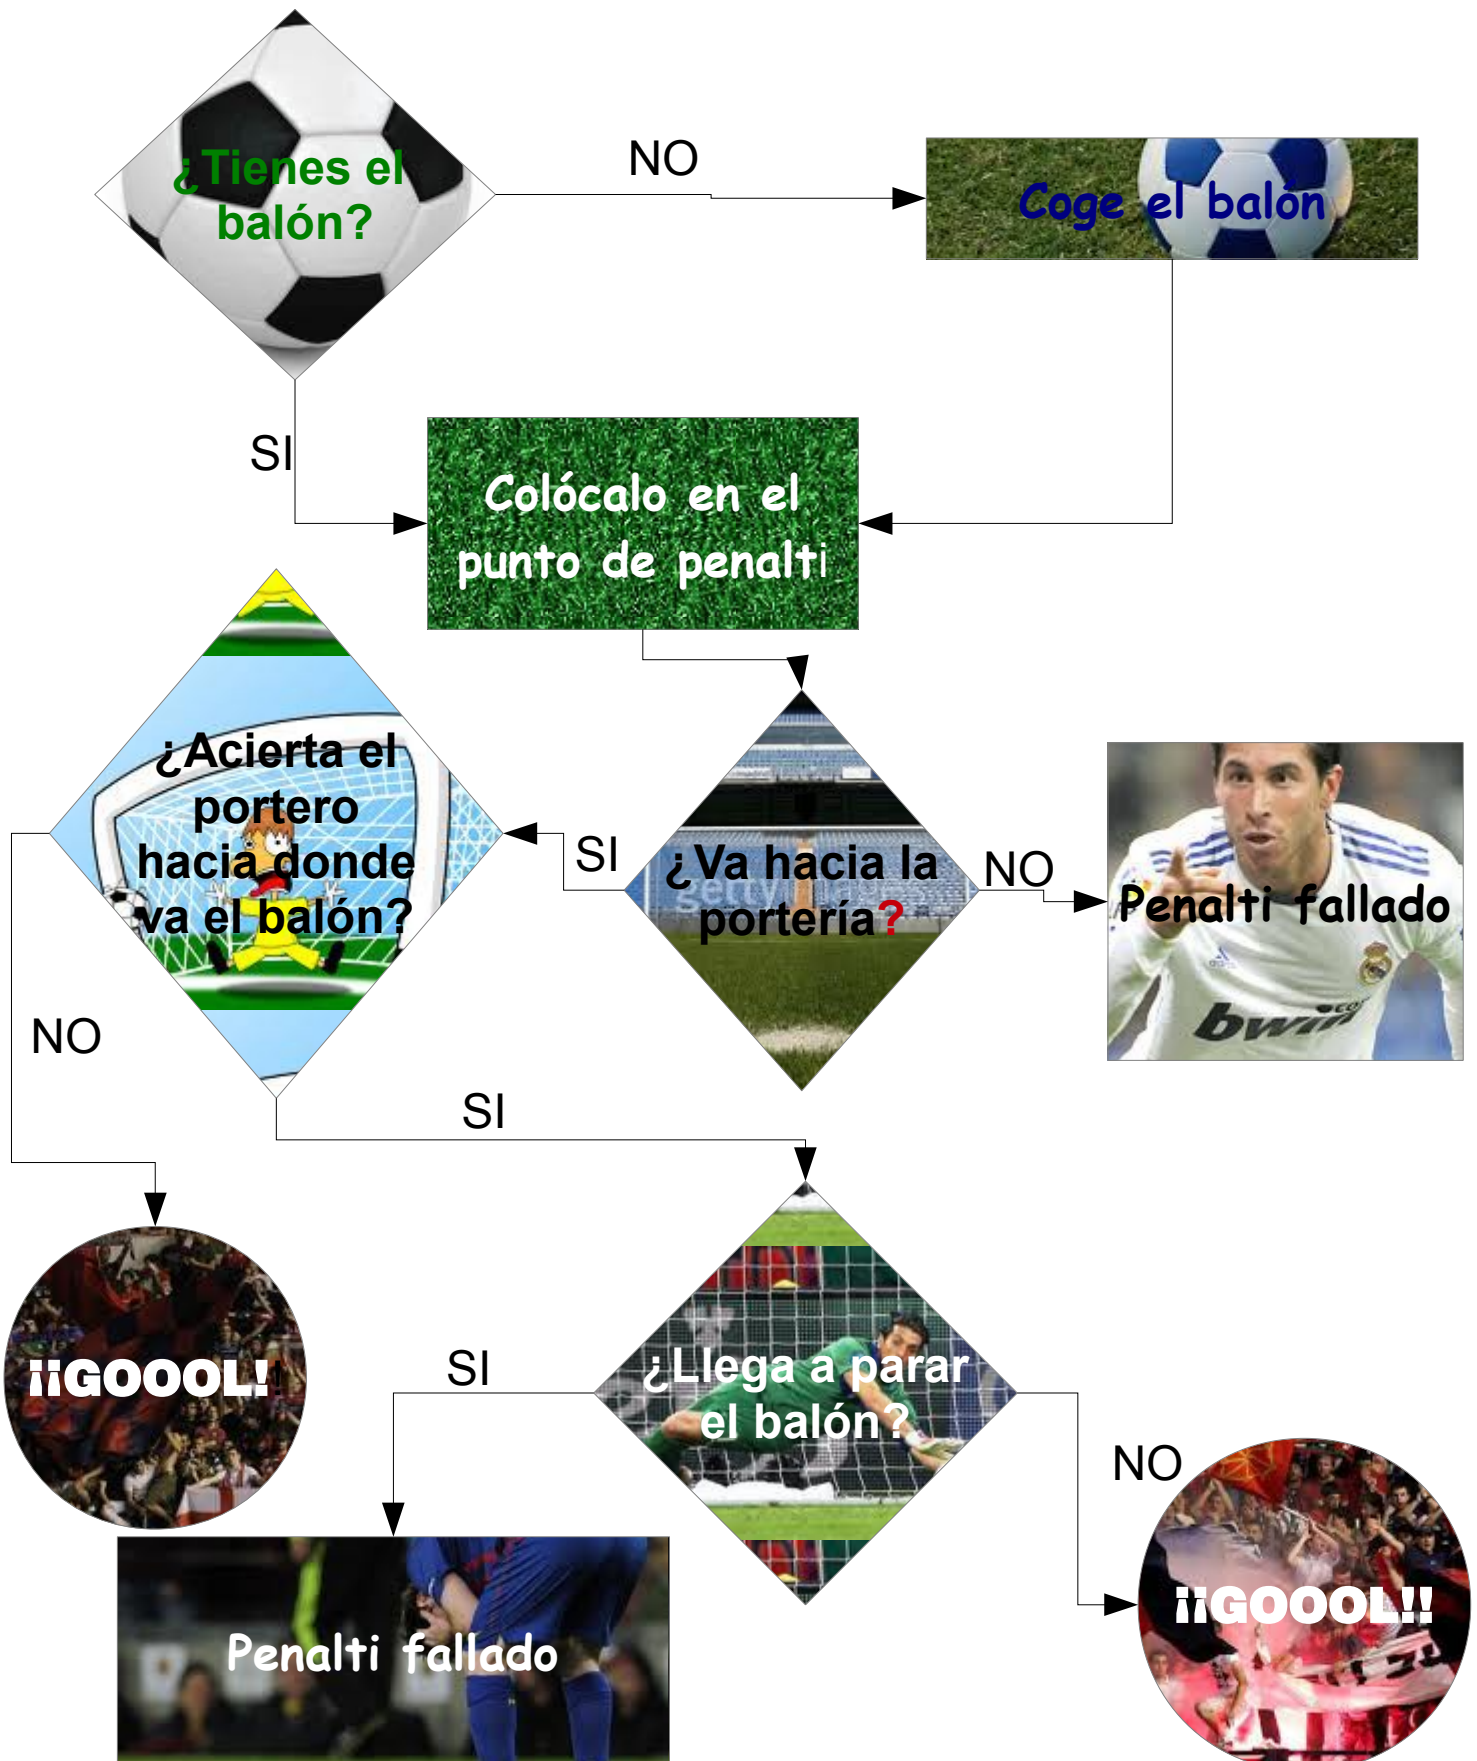 ¿Tienes el
balón?
NO
Coge el balón
SI
Colócalo en el
punto de penalti
¿Acierta el
portero
hacia donde
va el balón?
SI
¿Va hacia la
portería?
getty images
NO
Penalti fallado
bwin
NO
SI
¡¡GOOOL!!
SI
¿Llega a parar
el balón?
NO
¡¡GOOOL!!
Penalti fallado